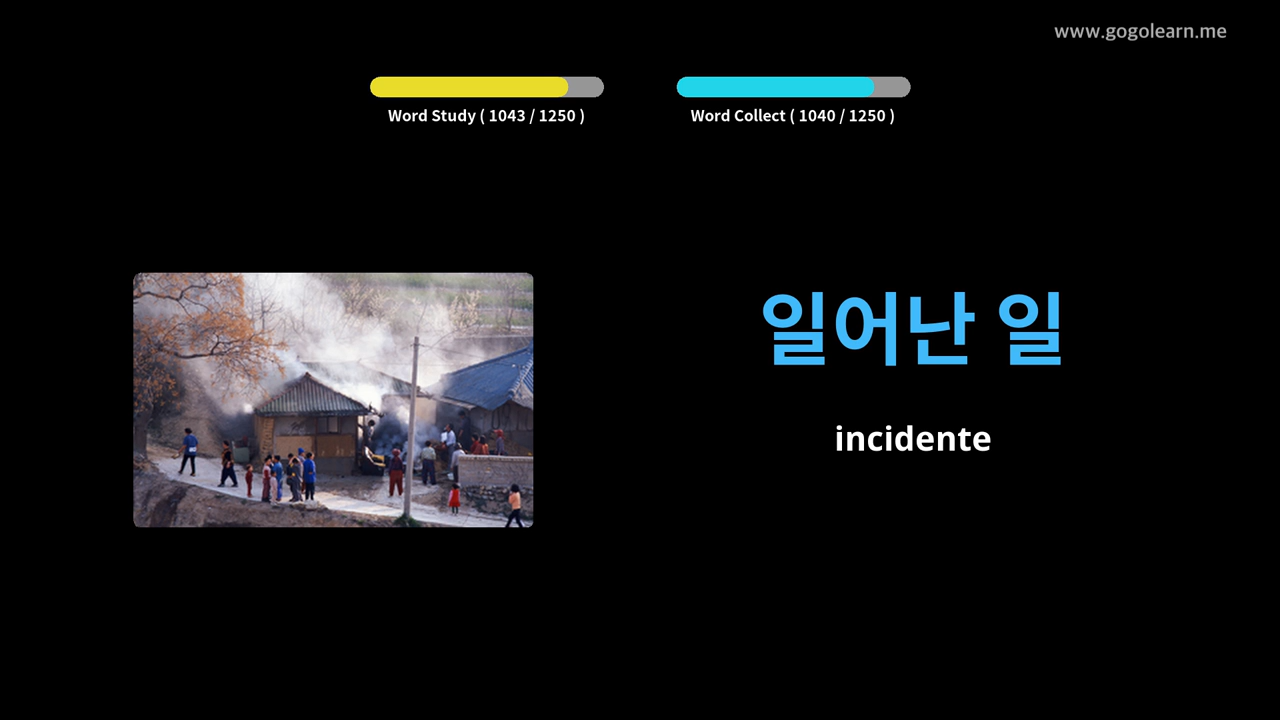 www.gogolearn.me
Word Study ( 1043 / 1250 )
Word Collect ( 1040 / 1250 )
일어난 일
incidente